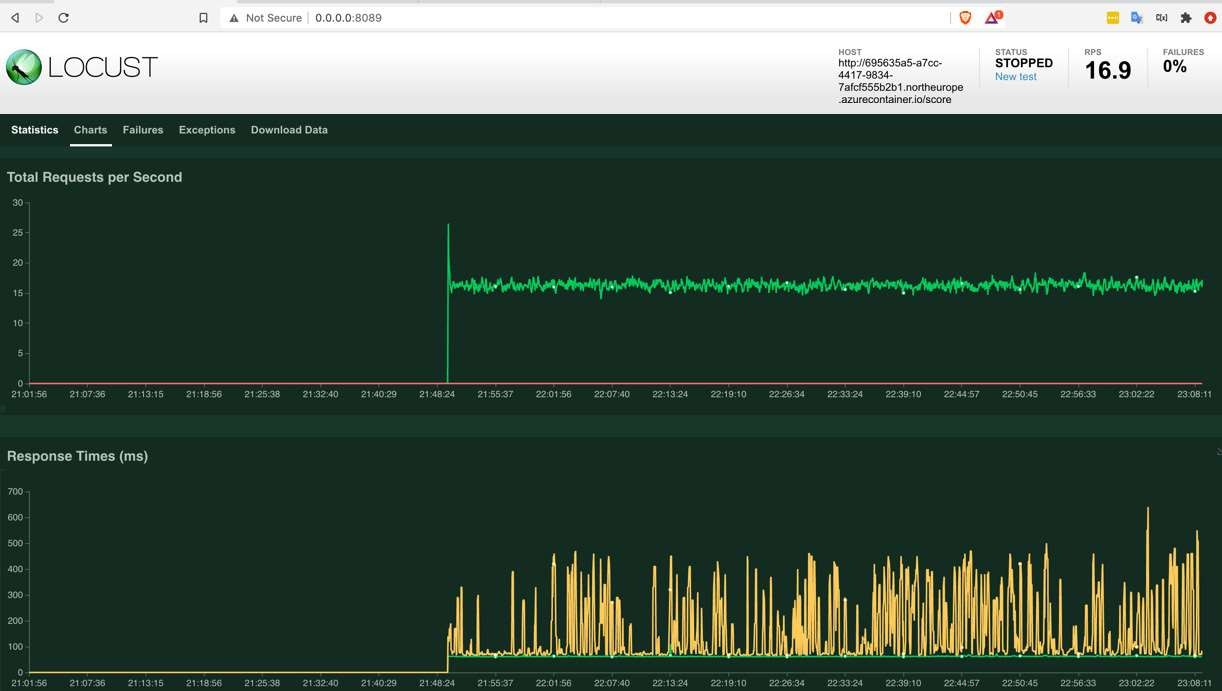 Not Secure 0.0.0.0:8089
1
LOCUST
HOST
http://695635a5-a7cc-
4417-9834-
7afcf555b2b1.northeurope
.azurecontainer.io/score
STATUS
STOPPED
New test
RPS
16.9
FAILURES
0%
Statistics Charts Failures Exceptions Download Data
Total Requests per Second
30
25
20
15
10
5
0
21:01:56 21:07:36 21:13:15 21:18:56 21:25:38 21:32:40 21:40:29 21:48:24 21:55:37 22:01:56 22:07:40 22:13:24 22:19:10 22:26:34 22:33:24 22:39:10 22:44:57 22:50:45 22:56:33 23:02:22 23:08:11
Response Times (ms)
700
600
500
400
300
200
100
0
21:01:56 21:07:36 21:13:15 21:18:56 21:25:38 21:32:40 21:40:29 21:48:24 21:55:37 22:01:56 22:07:40 22:13:24 22:19:10 22:26:34 22:33:24 22:39:10 22:44:57 22:50:45 22:56:33 23:02:22 23:08:11